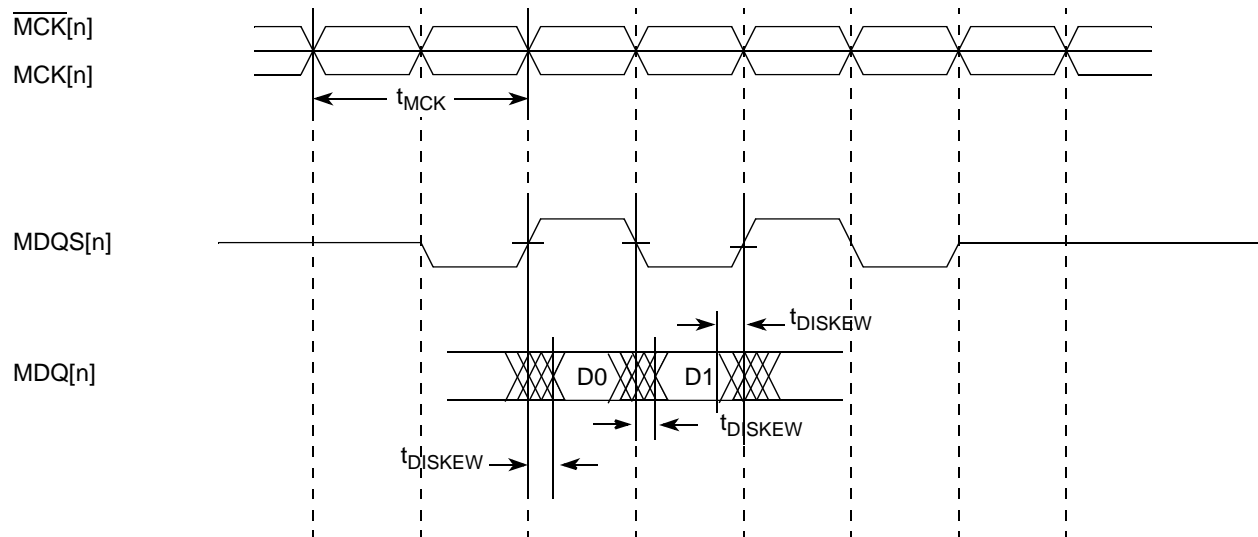 MCK[n]
MCK[n]
tMCK
MDQS[n]
tDISKEW
MDQ[n]
D0
D1
tDISKEW
tDISKEW